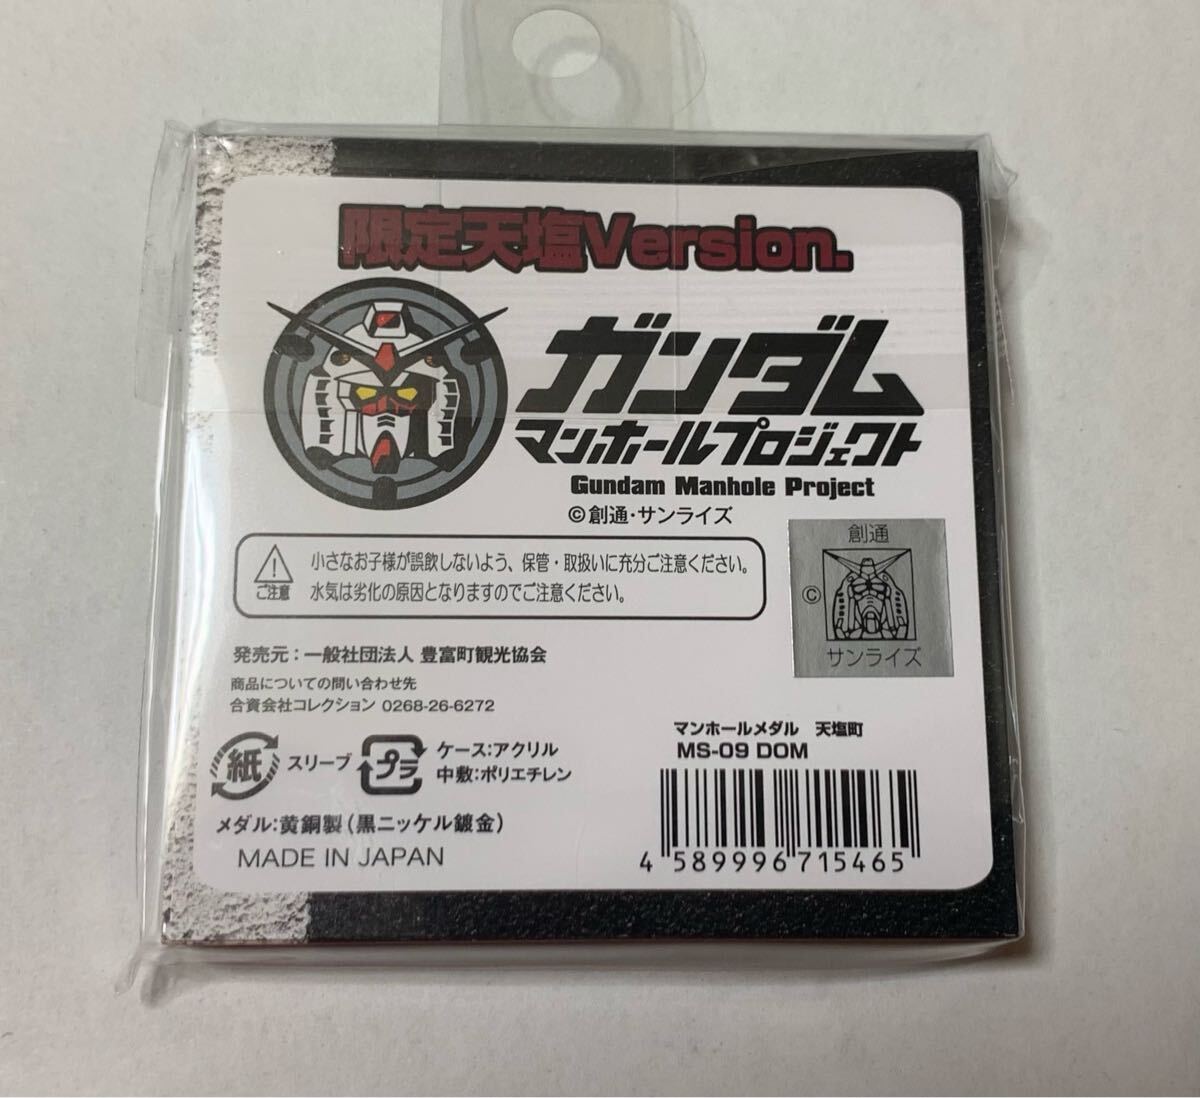 限定天塩Version.
ガンダム
マンホールプロジェクト
Gundam Manhole Project
©創通・サンライズ
ご注意
小さなお子様が誤飲しないよう、保管・取扱いに充分ご注意ください。
水気は劣化の原因となりますのでご注意ください。
創通
©
サンライズ
発売元：一般社団法人 豊富町観光協会
商品についての問い合わせ先
合資会社コレクション 0268-26-6272
紙 スリーブ プラ ケース:アクリル
中敷:ポリエチレン
メダル:黄銅製(黒ニッケル鍍金)
MADE IN JAPAN
マンホールメダル 天塩町
MS-09 DOM
4 589996 715465